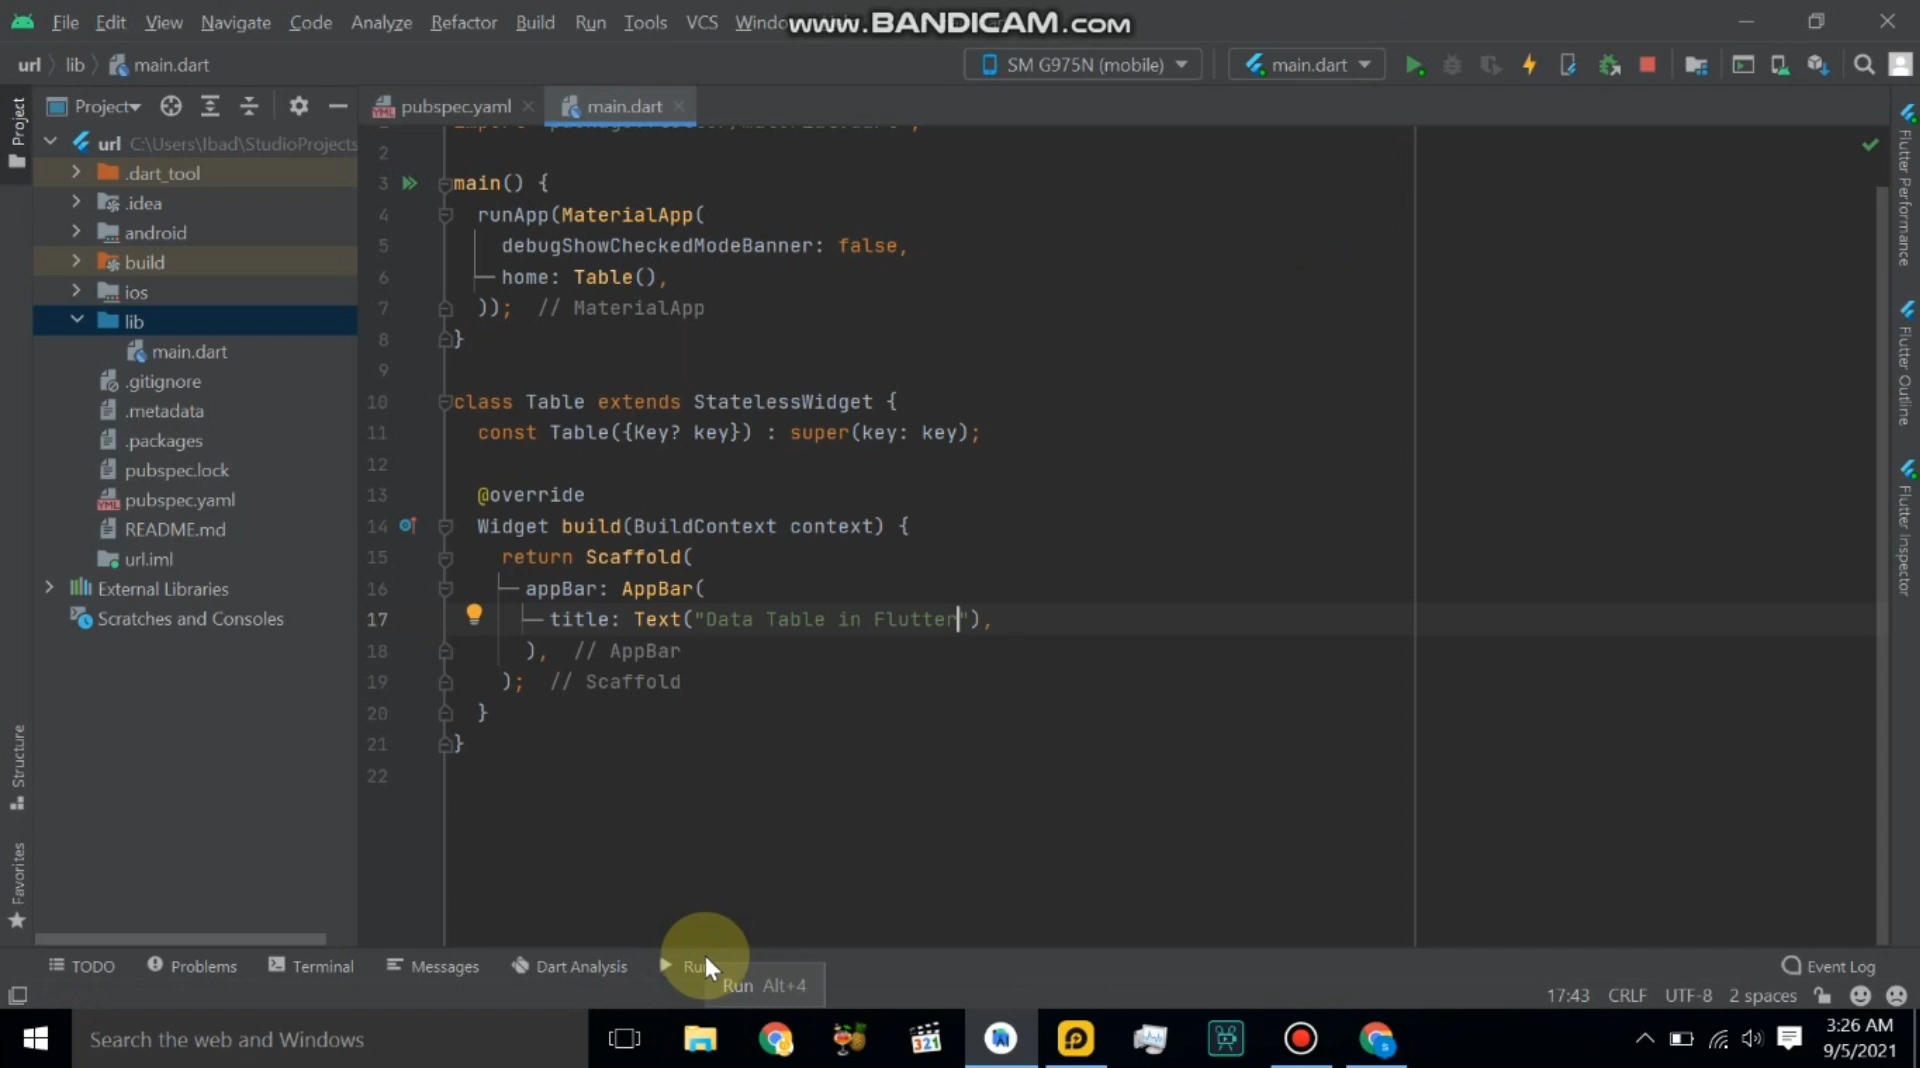 File Edit View Navigate Code Analyze Refactor Build Run Tools VCS Window www.BANDICAM.com
url lib main.dart SM G975N (mobile) main.dart
Project pubspec.yaml main.dart
Project
url C:\Users\Ibad\StudioProjects
.dart_tool
.idea
android
build
ios
lib
main.dart
.gitignore
.metadata
.packages
pubspec.lock
pubspec.yaml
README.md
url.iml
External Libraries
Scratches and Consoles
Structure
Favorites
2
3 main() {
4 runApp(MaterialApp(
5 debugShowCheckedModeBanner: false,
6 home: Table(),
7 )); // MaterialApp
8 }
9
10 class Table extends StatelessWidget {
11 const Table({Key? key}) : super(key: key);
12
13 @override
14 Widget build(BuildContext context) {
15 return Scaffold(
16 appBar: AppBar(
17 title: Text("Data Table in Flutter"),
18 ), // AppBar
19 ); // Scaffold
20 }
21 }
22
Flutter Performance
Flutter Outline
Flutter Inspector
TODO Problems Terminal Messages Dart Analysis Run Event Log
Run Alt+4
17:43 CRLF UTF-8 2 spaces
Search the web and Windows
321
3:26 AM
9/5/2021